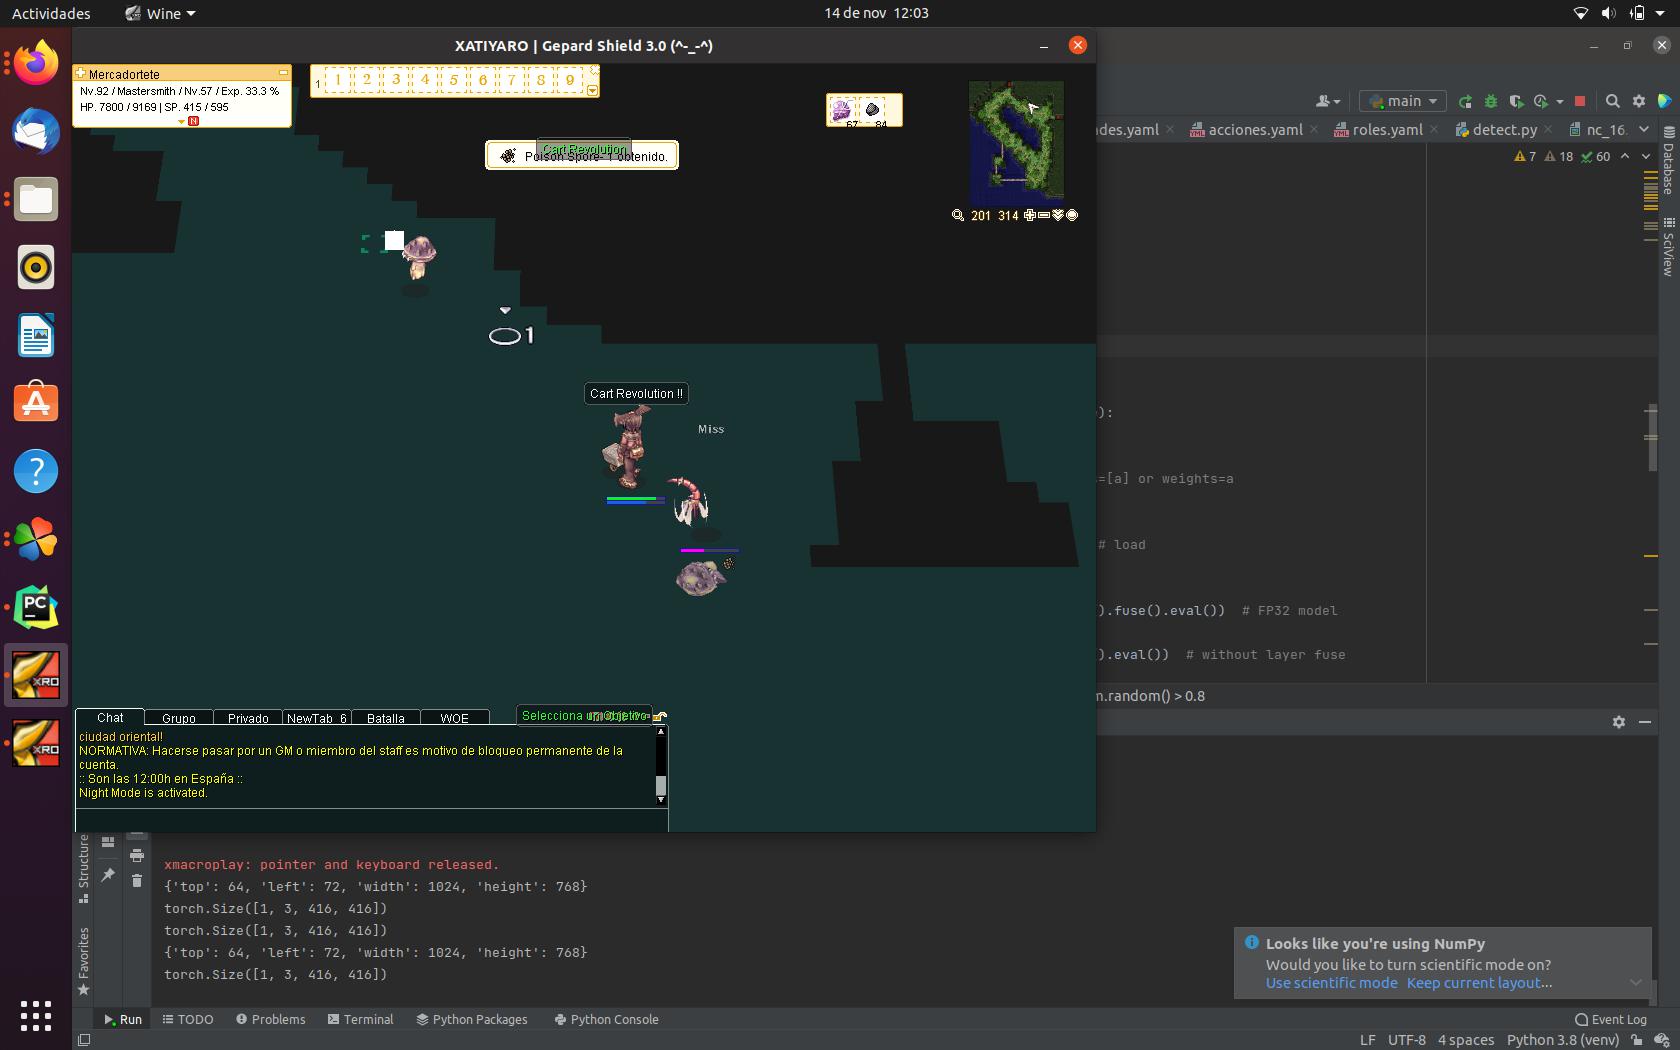 Actividades
Wine
14 de nov 12:03
XATIYARO | Gepard Shield 3.0 (^-_-^)
Mercadortete
Nv.92 / Mastersmith / Nv.57 / Exp. 33.3 %
HP. 7800 / 9169 | SP. 415 / 595
N
1 1 2 3 4 5 6 7 8 9
67 84
Cart Revolution
Poison Spore- 1 obtenido.
201 314
1
Cart Revolution !!
Miss
Chat Grupo Privado NewTab_6 Batalla WOE
Selecciona un objetivo
ciudad oriental!
NORMATIVA: Hacerse pasar por un GM o miembro del staff es motivo de bloqueo permanente de la
cuenta.
:: Son las 12:00h en España ::
Night Mode is activated.
main
des.yaml acciones.yaml roles.yaml detect.py nc_16.
7 18 60
Database
SciView
):
=[a] or weights=a
# load
).fuse().eval()) # FP32 model
).eval()) # without layer fuse
m.random() > 0.8
Structure
Favorites
xmacroplay: pointer and keyboard released.
{'top': 64, 'left': 72, 'width': 1024, 'height': 768}
torch.Size([1, 3, 416, 416])
torch.Size([1, 3, 416, 416])
{'top': 64, 'left': 72, 'width': 1024, 'height': 768}
torch.Size([1, 3, 416, 416])
Looks like you're using NumPy
Would you like to turn scientific mode on?
Use scientific mode Keep current layout...
Run TODO Problems Terminal Python Packages Python Console
Event Log
LF UTF-8 4 spaces Python 3.8 (venv)
PC
XRO
XRO